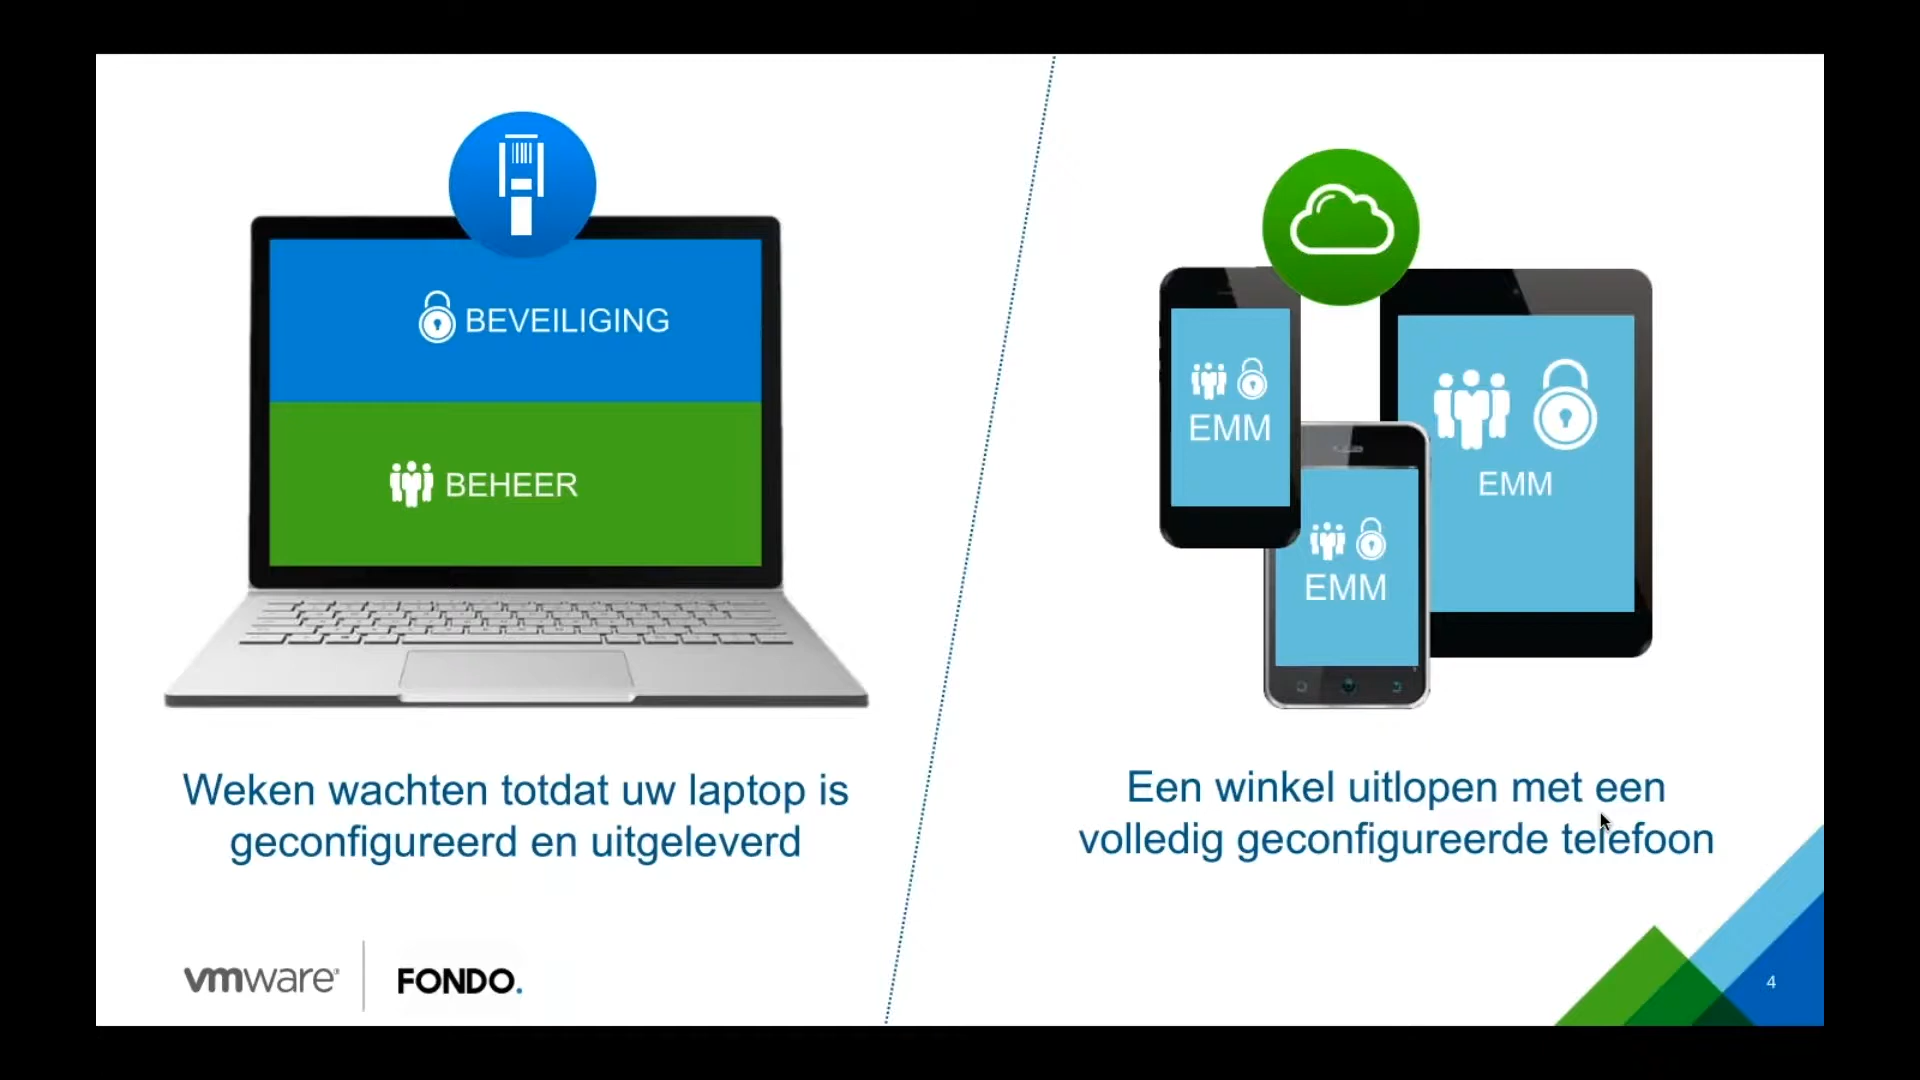 BEVEILIGING
BEHEER
Weken wachten totdat uw laptop is
geconfigureerd en uitgeleverd
EMM
EMM
EMM
Een winkel uitlopen met een
volledig geconfigureerde telefoon
vmware®
FONDO.
4